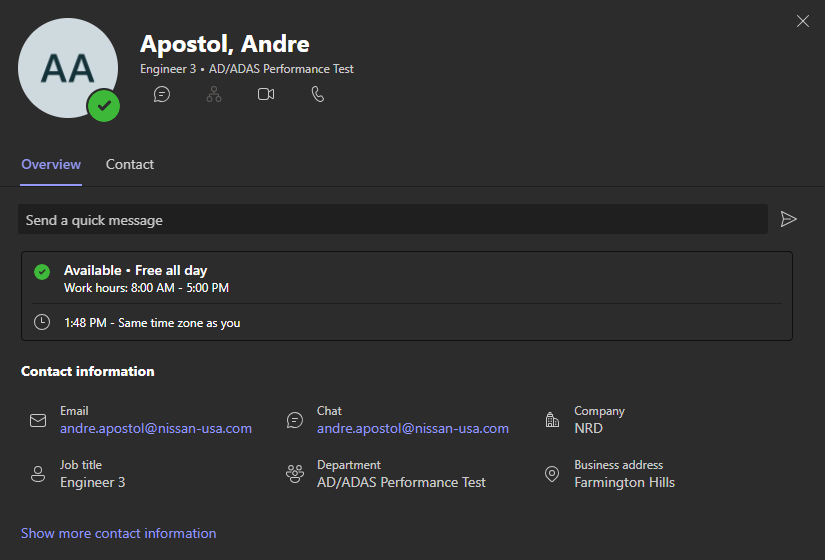 AA
Apostol, Andre
Engineer 3 • AD/ADAS Performance Test
Overview
Contact
Send a quick message
Available • Free all day
Work hours: 8:00 AM - 5:00 PM
1:48 PM - Same time zone as you
Contact information
Email
andre.apostol@nissan-usa.com
Chat
andre.apostol@nissan-usa.com
Company
NRD
Job title
Engineer 3
Department
AD/ADAS Performance Test
Business address
Farmington Hills
Show more contact information